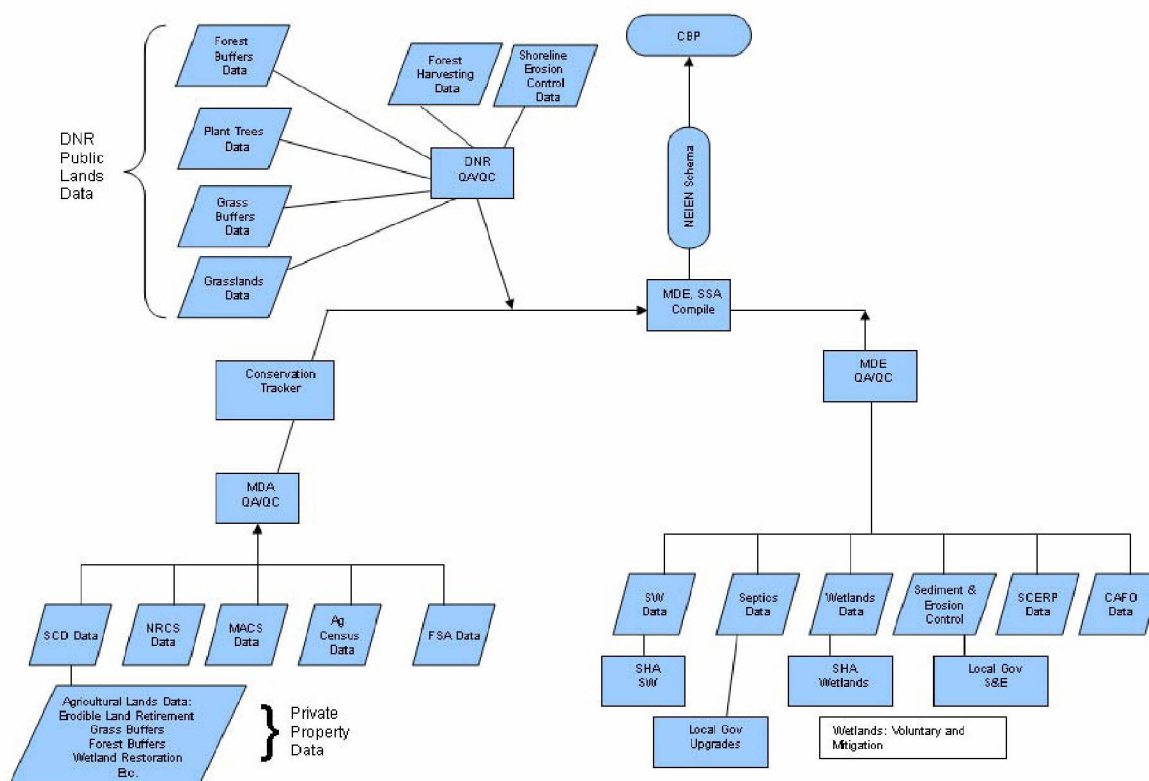 Forest
Buffers
Data
Forest
Harvesting
Data
Shoreline
Erosion
Control
Data
CBP
DNR
Public
Lands
Data
Plant Trees
Data
DNR
QA/QC
NEIEN Schema
Grass
Buffers
Data
Grasslands
Data
MDE, SSA
Compile
Conservation
Tracker
MDE
QA/QC
MDA
QA/QC
SCD Data
NRCS
Data
MACS
Data
Ag
Census
Data
FSA Data
SW
Data
Septics
Data
Wetlands
Data
Sediment &
Erosion
Control
SCERP
Data
CAFO
Data
SHA
SW
SHA
Wetlands
Local Gov
S&E
Agricultural Lands Data:
Erodible Land Retirement
Grass Buffers
Forest Buffers
Wetland Restoration
Etc.
Private
Property
Data
Local Gov
Upgrades
Wetlands: Voluntary and
Mitigation